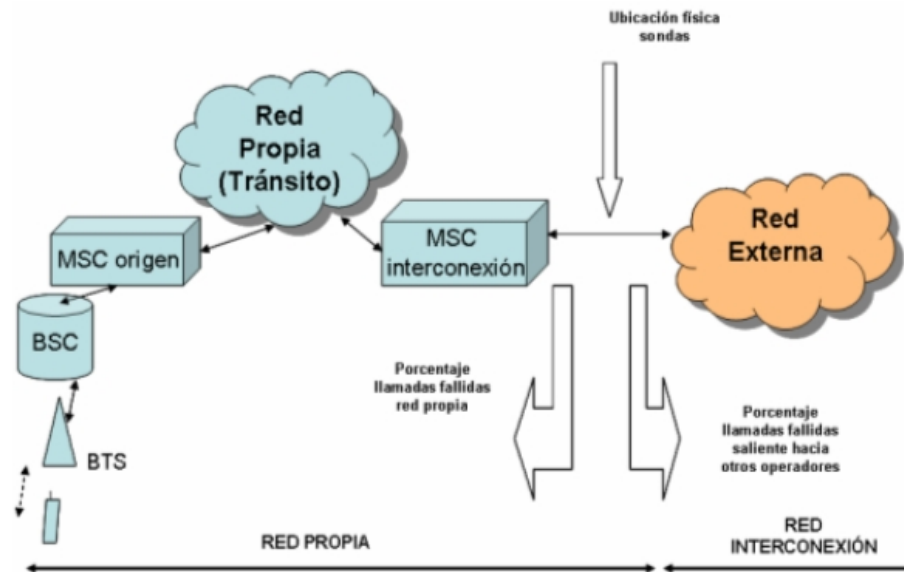 Ubicación física
sondas
Red
Propia
(Tránsito)
MSC origen
MSC
interconexión
Red
Externa
BSC
Porcentaje
llamadas fallidas
red propia
Porcentaje
llamadas fallidas
saliente hacia
otros operadores
BTS
RED PROPIA
RED
INTERCONEXIÓN